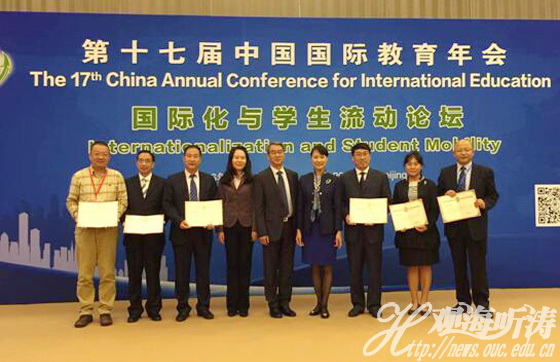 第十七届中国国际教育年会
The 17th China Annual Conference for International Education
国际化与学生流动论坛
Internationalization and Student Mobility
观海听涛
http://news.ouc.edu.cn